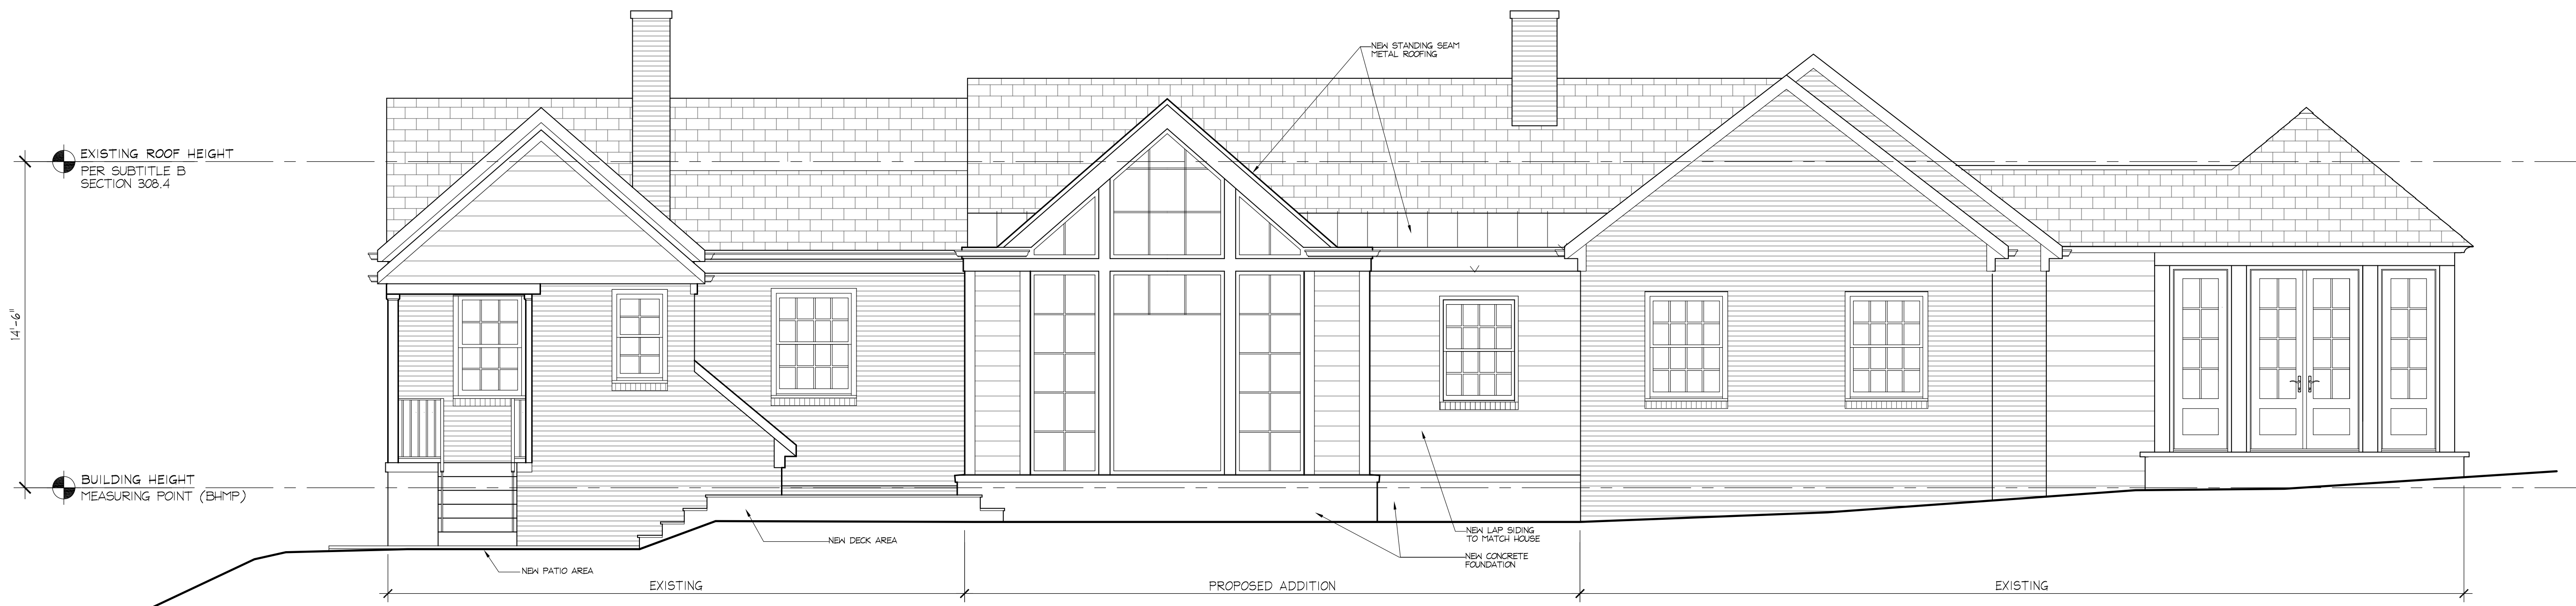 NEW STANDING SEAM
METAL ROOFING
EXISTING ROOF HEIGHT
PER SUBTITLE B
SECTION 308.4
14'-6"
BUILDING HEIGHT
MEASURING POINT (BHMP)
NEW LAP SIDING
TO MATCH HOUSE
NEW DECK AREA
NEW CONCRETE
FOUNDATION
NEW PATIO AREA
EXISTING
PROPOSED ADDITION
EXISTING